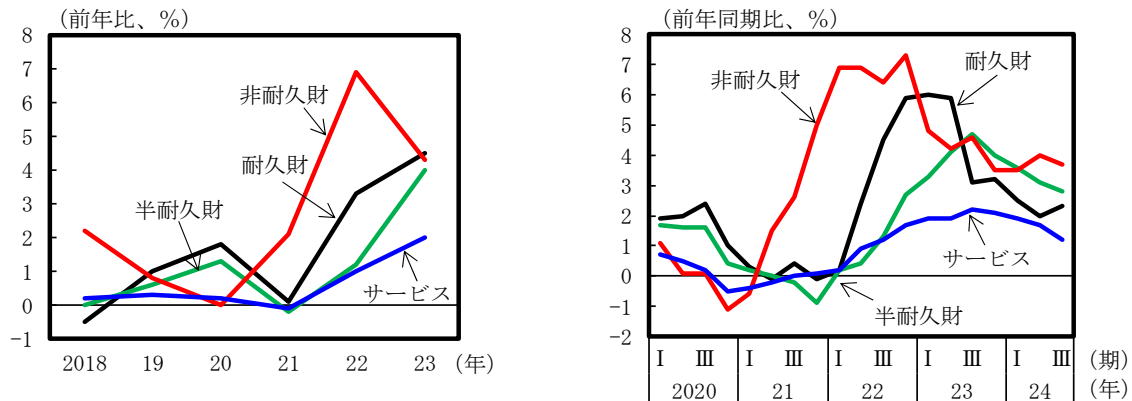 (前年比、%)
8
7
6
5
4
3
2
1
0
−1
非耐久財
耐久財
半耐久財
サービス
2018 19 20 21 22 23 (年)
(前年同期比、%)
8
7
6
5
4
3
2
1
0
−1
−2
非耐久財
耐久財
サービス
半耐久財
Ⅰ Ⅲ Ⅰ Ⅲ Ⅰ Ⅲ Ⅰ Ⅲ Ⅰ Ⅲ (期)
2020 21 22 23 24 (年)